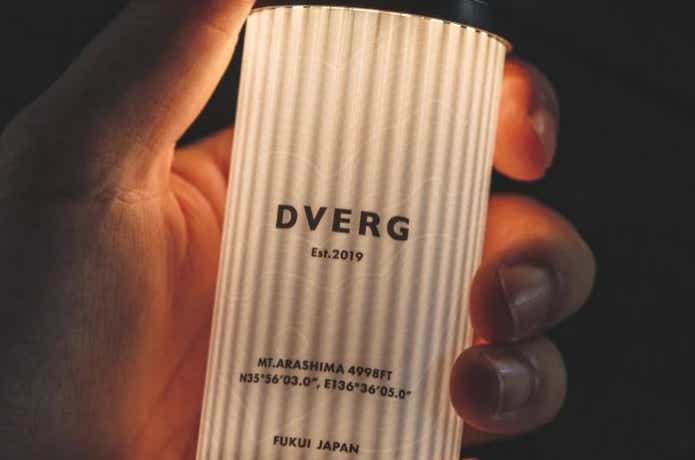 DVERG
Est.2019
MT.ARASHIMA 4998FT
N35°56'03.0", E136°36'05.0"
FUKUI JAPAN